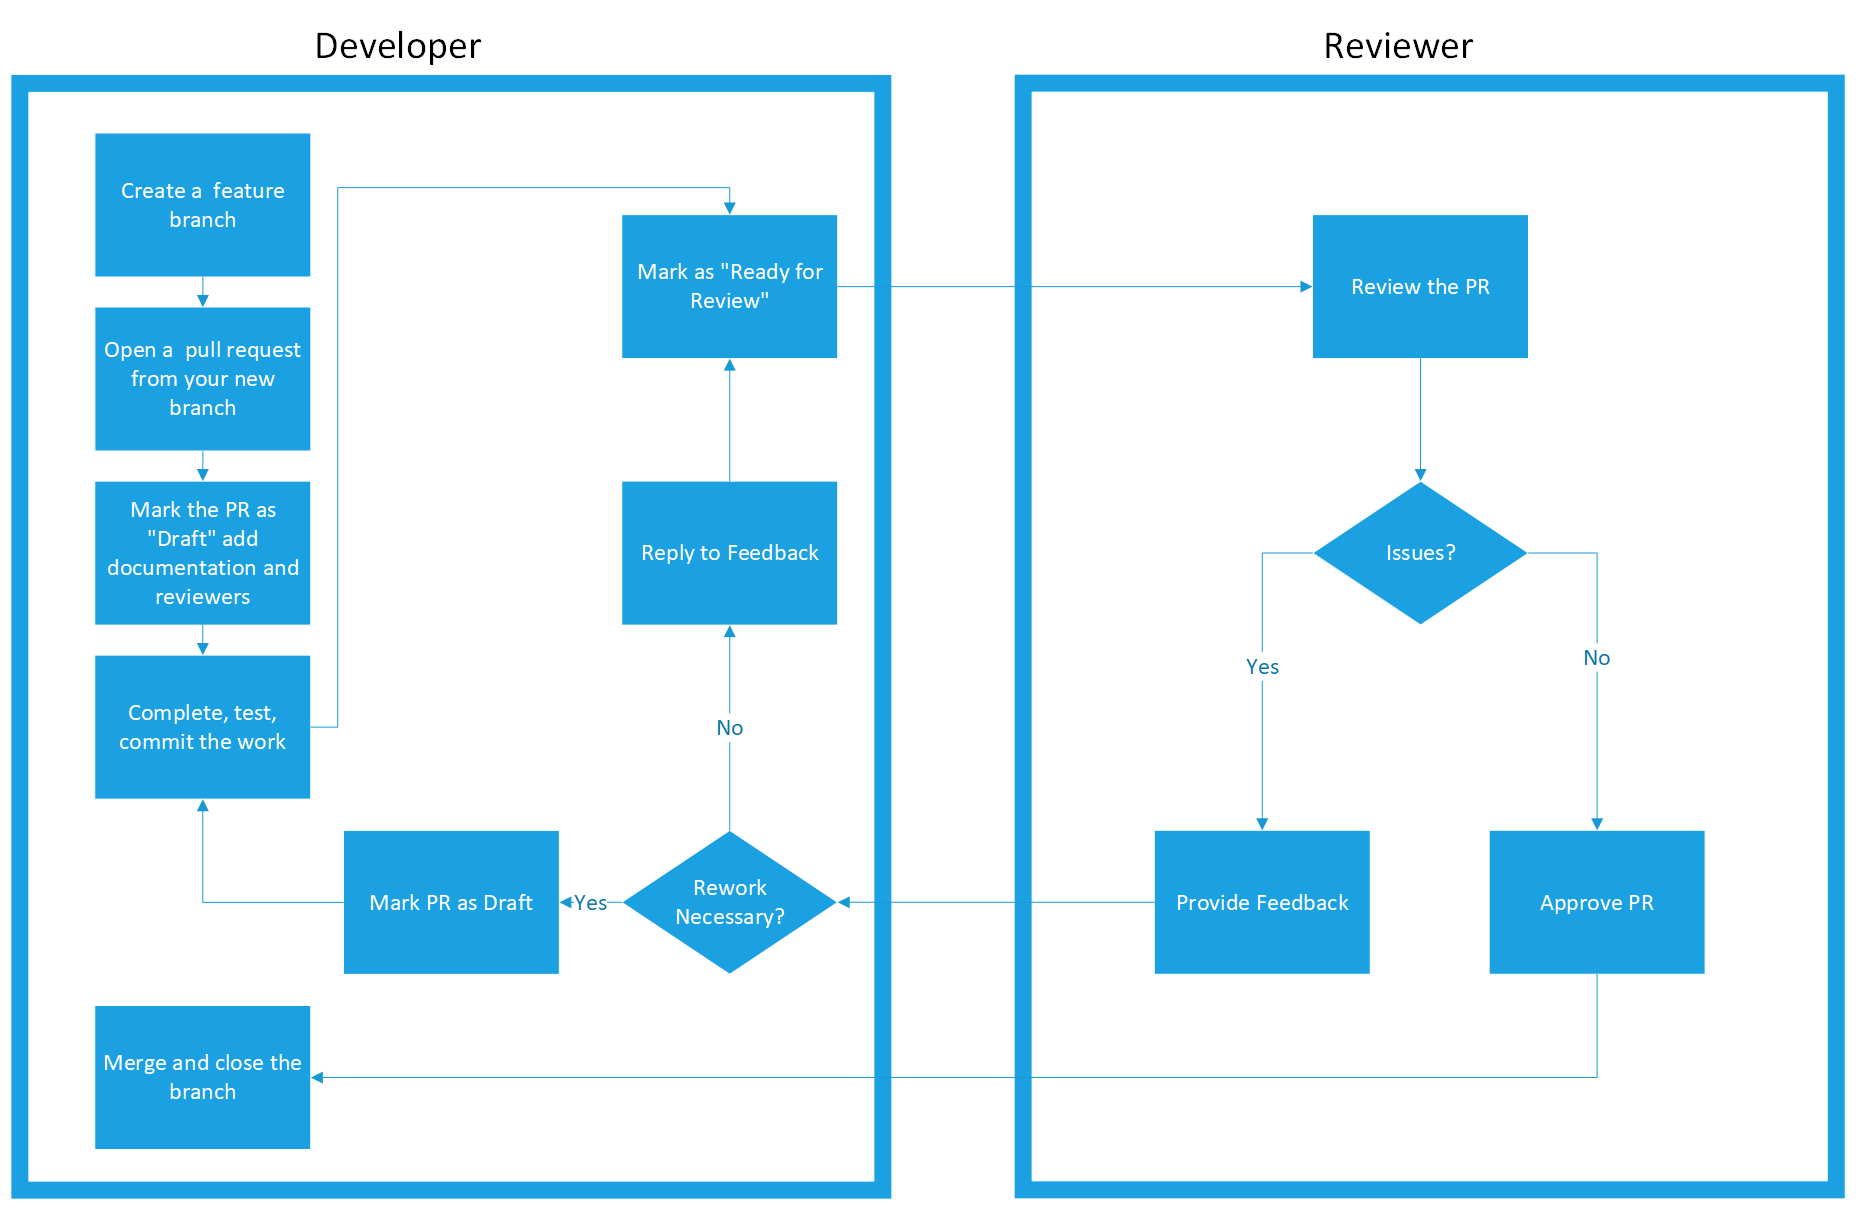 Developer
Create a  feature
branch
Open a  pull request
from your new
branch
Mark the PR as
"Draft" add
documentation and
reviewers
Complete, test,
commit the work
Mark as "Ready for
Review"
Reply to Feedback
No
Rework
Necessary?
Yes
Mark PR as Draft
Merge and close the
branch
Reviewer
Review the PR
Issues?
Yes
No
Provide Feedback
Approve PR